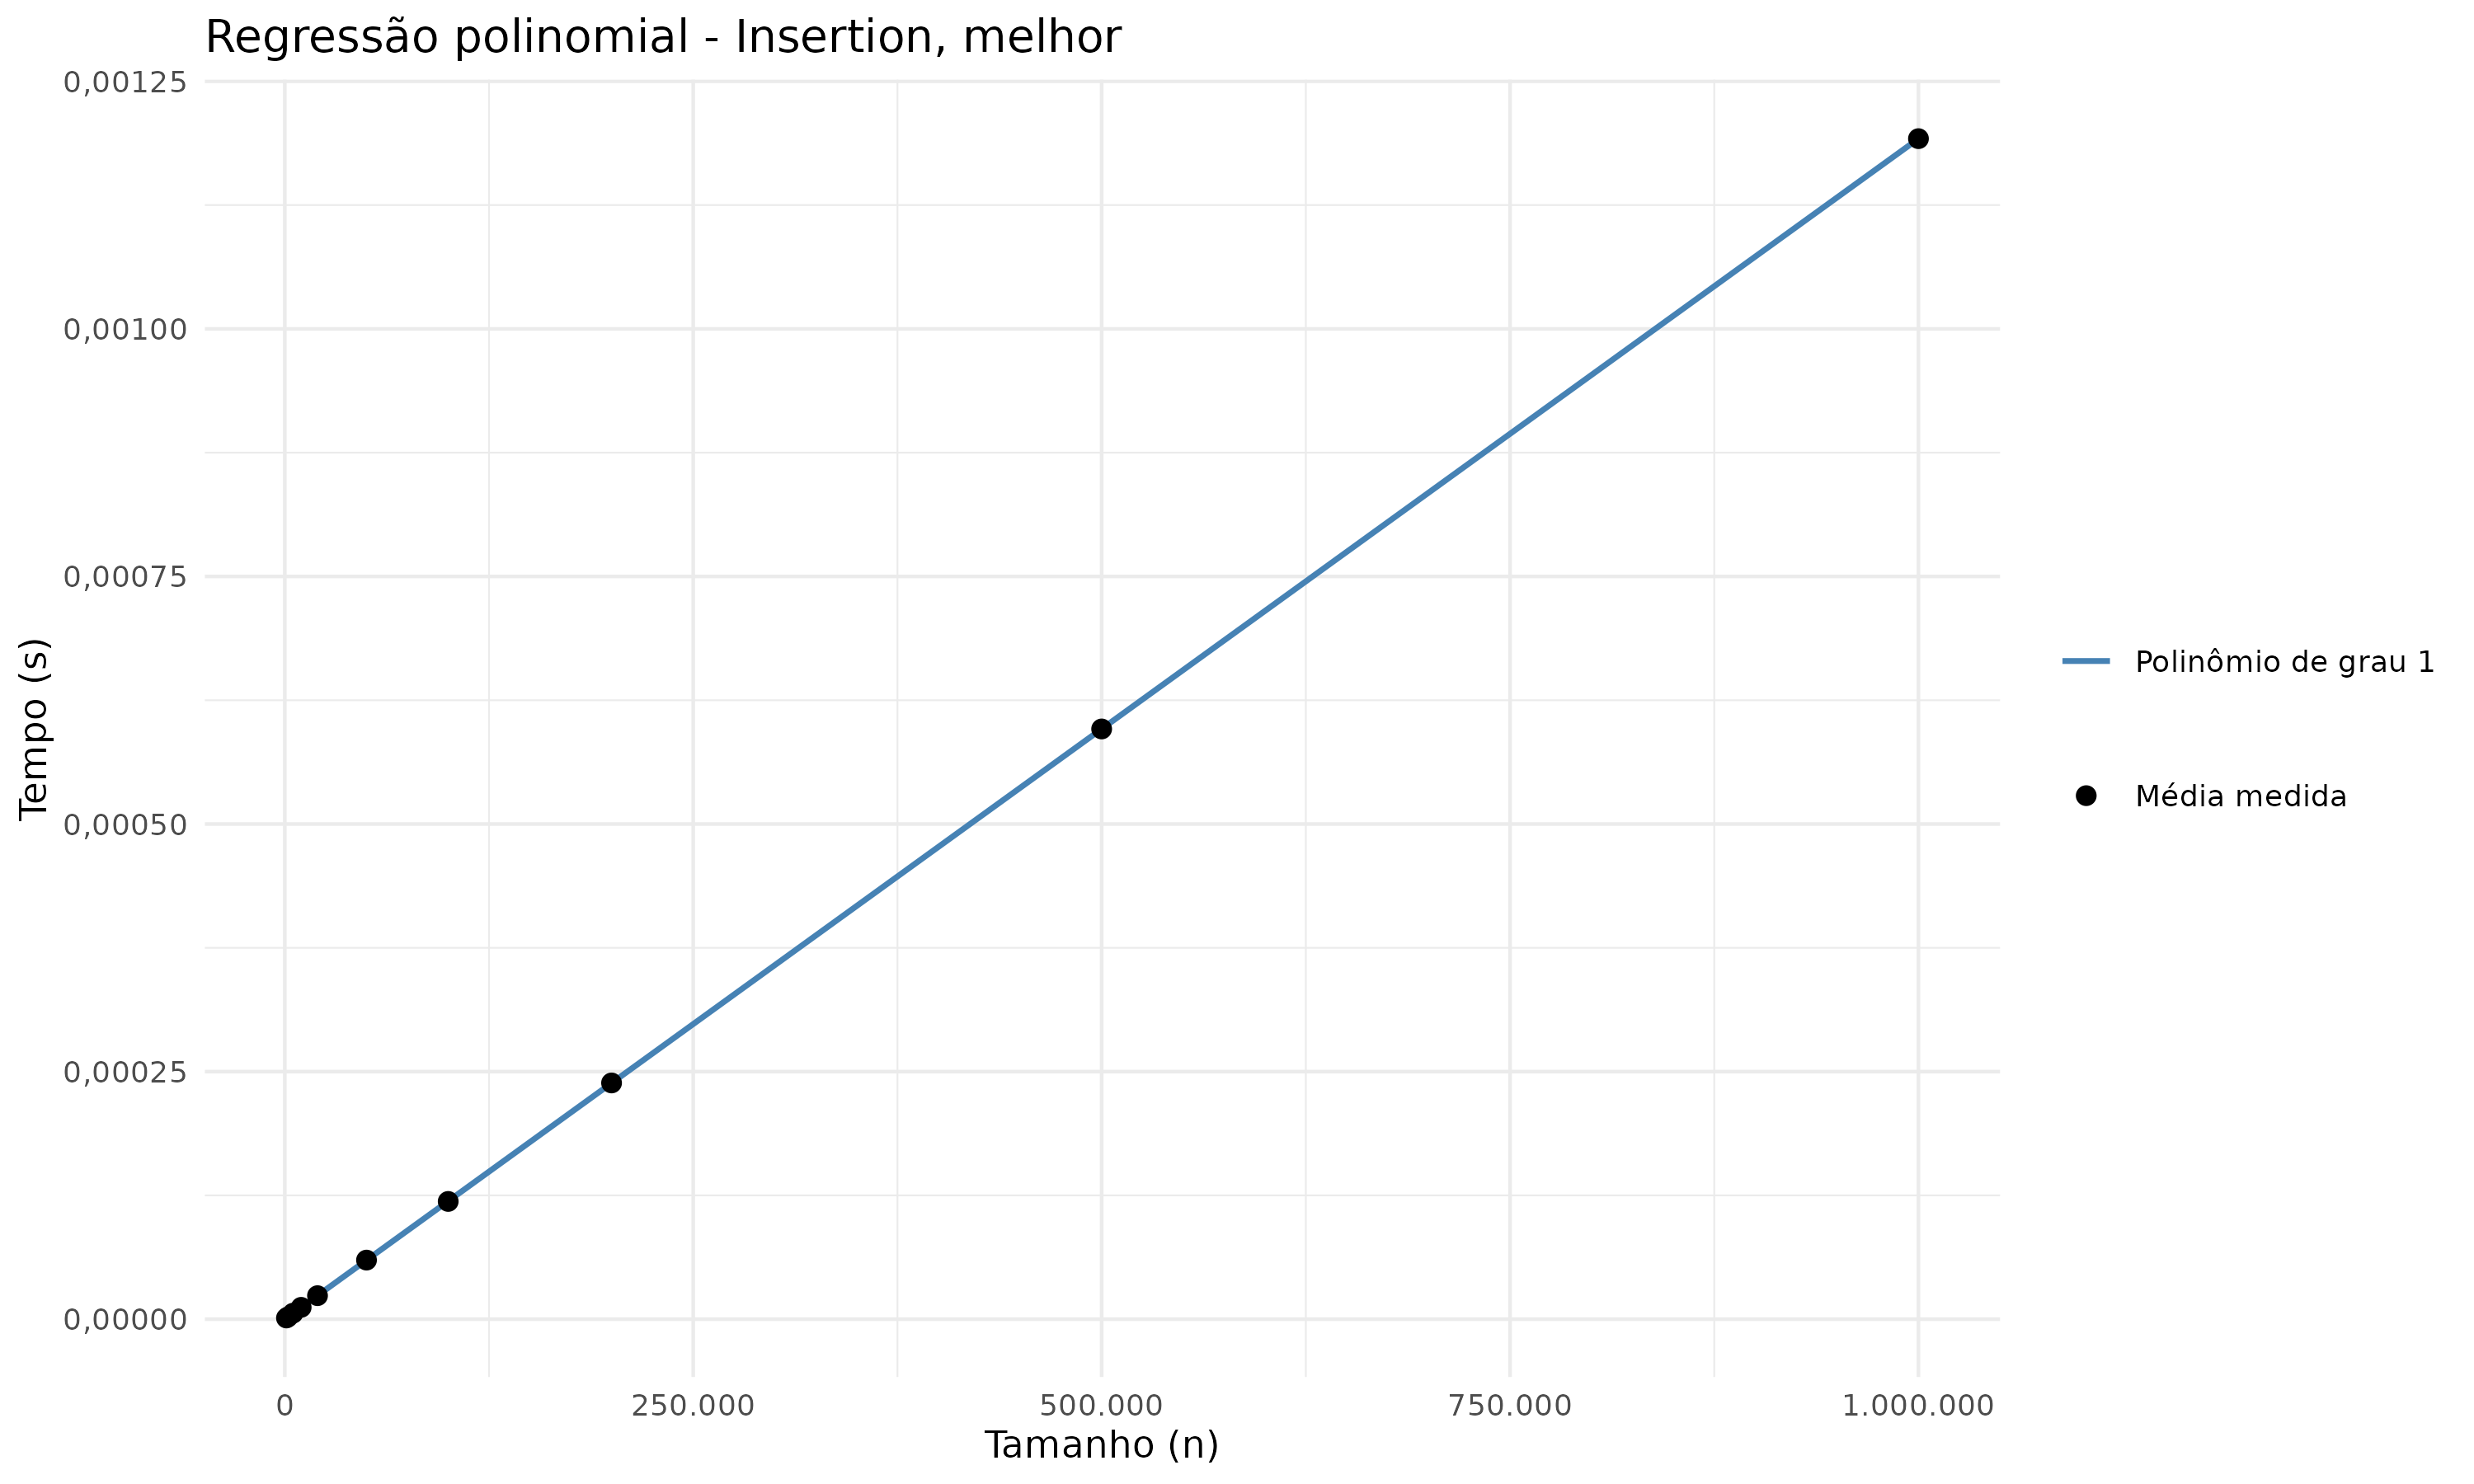 Regressão polinomial - Insertion, melhor
0,00125
0,00100
0,00075
0,00050
0,00025
0,00000
Tempo (s)
0
250.000
500.000
750.000
1.000.000
Tamanho (n)
Polinômio de grau 1
Média medida